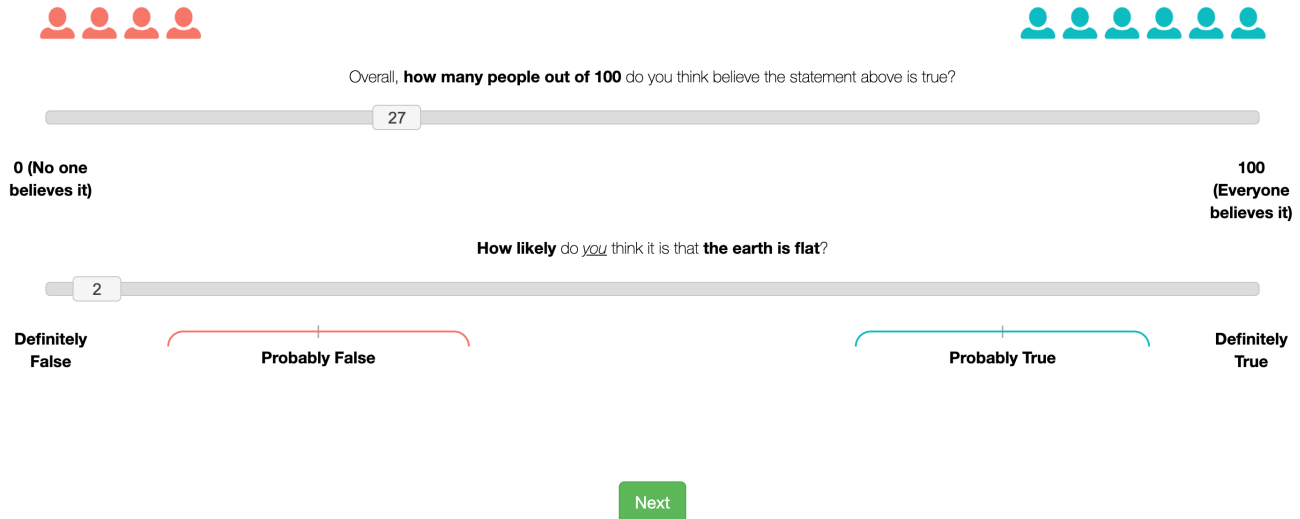 Overall, how many people out of 100 do you think believe the statement above is true?
27
0 (No one
believes it)
100
(Everyone
believes it)
How likely do you think it is that the earth is flat?
2
Definitely
False
Probably False
Probably True
Definitely
True
Next